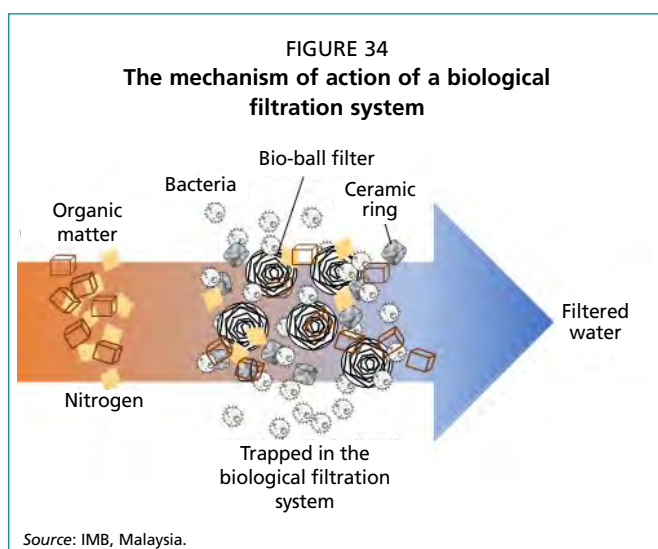 FIGURE 34
The mechanism of action of a biological
filtration system
Bio-ball filter
Bacteria
Ceramic
ring
Organic
matter
Filtered
water
Nitrogen
Trapped in the
biological filtration
system
Source: IMB, Malaysia.